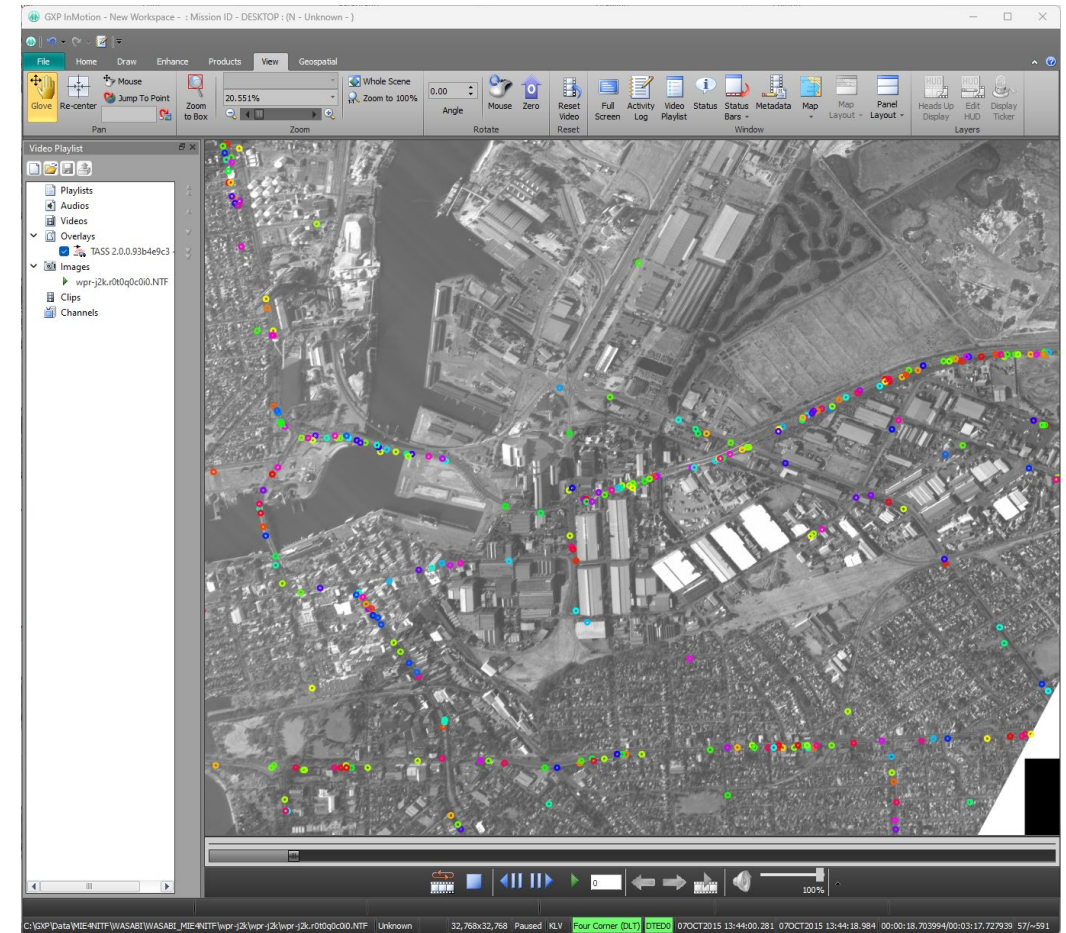 GXP InMotion - New Workspace - : Mission ID - DESKTOP : (N - Unknown - )
File Home Draw Enhance Products View Geospatial
Glove Re-center Mouse Jump To Point
Pan
Zoom to Box 20.551% Whole Scene Zoom to 100%
Zoom
0.00 Angle Mouse Zero
Rotate
Reset Video
Reset
Full Screen Activity Log Video Playlist Status Status Bars Metadata Map Map Layout Panel Layout
Window
Heads Up Display Edit HUD Display Ticker
Layers
Video Playlist
Playlists
Audios
Videos
Overlays
TASS 2.0.0.93b4e9c3 -
Images
wpr-j2k.r0t0q0c0i0.NTF
Clips
Channels
0 100%
C:\GXP\Data\MIE4NITF\WASABI\WASABI_MIE4NITF\wpr-j2k\wpr-j2k\wpr-j2k.r0t0q0c0i0.NTF Unknown 32,768x32,768 Paused KLV Four Corner (DLT) DTED0 07OCT2015 13:44:00.281 07OCT2015 13:44:18.984 00:00:18.703994/00:03:17.727939 57/~591